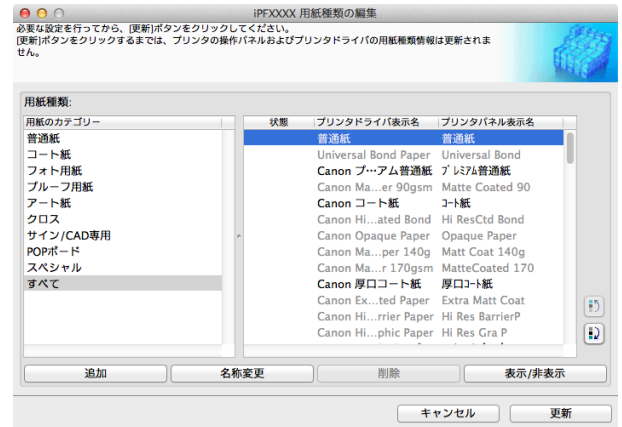 iPFXXXX 用紙種類の編集
必要な設定を行ってから、[更新]ボタンをクリックしてください。
[更新]ボタンをクリックするまでは、プリンタの操作パネルおよびプリンタドライバの用紙種類情報は更新されま
せん。
用紙種類:
用紙のカテゴリー
普通紙
コート紙
フォト用紙
プルーフ用紙
アート紙
クロス
サイン/CAD専用
POPボード
スペシャル
すべて
状態 プリンタドライバ表示名 プリンタパネル表示名
普通紙 普通紙
Universal Bond Paper Universal Bond
Canon プ…アム普通紙 プレミアム普通紙
Canon Ma…er 90gsm Matte Coated 90
Canon コート紙 コート紙
Canon Hi…ated Bond Hi ResCtd Bond
Canon Opaque Paper Opaque Paper
Canon Ma…per 140g Matt Coat 140g
Canon Ma…r 170gsm MatteCoated 170
Canon 厚口コート紙 厚口コート紙
Canon Ex…ted Paper Extra Matt Coat
Canon Hi…rrier Paper Hi Res BarrierP
Canon Hi…phic Paper Hi Res Gra P
追加 名称変更 削除 表示/非表示
キャンセル 更新